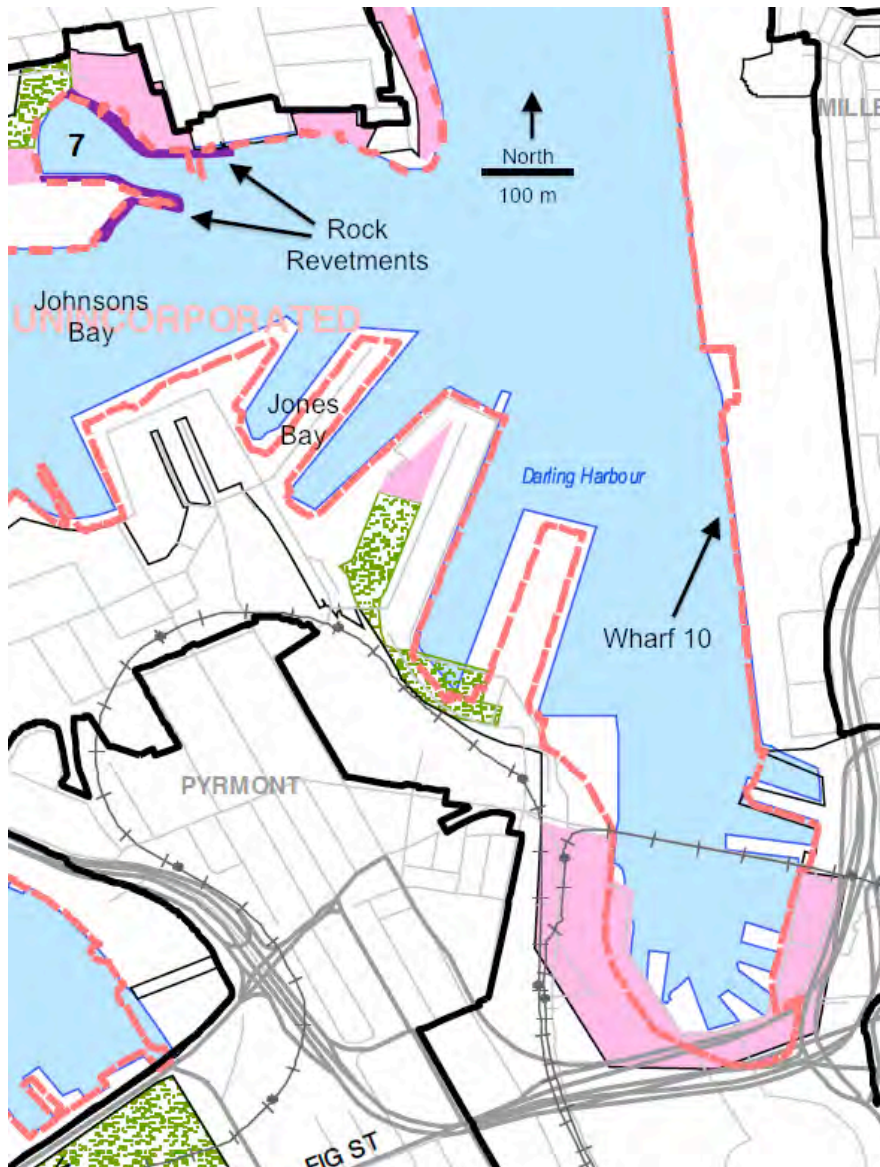 7
North
100 m
MILLE
Rock
Revetments
Johnsons
Bay
UNINCORPORATED
Jones
Bay
Darling Harbour
Wharf 10
PYRMONT
FIG ST